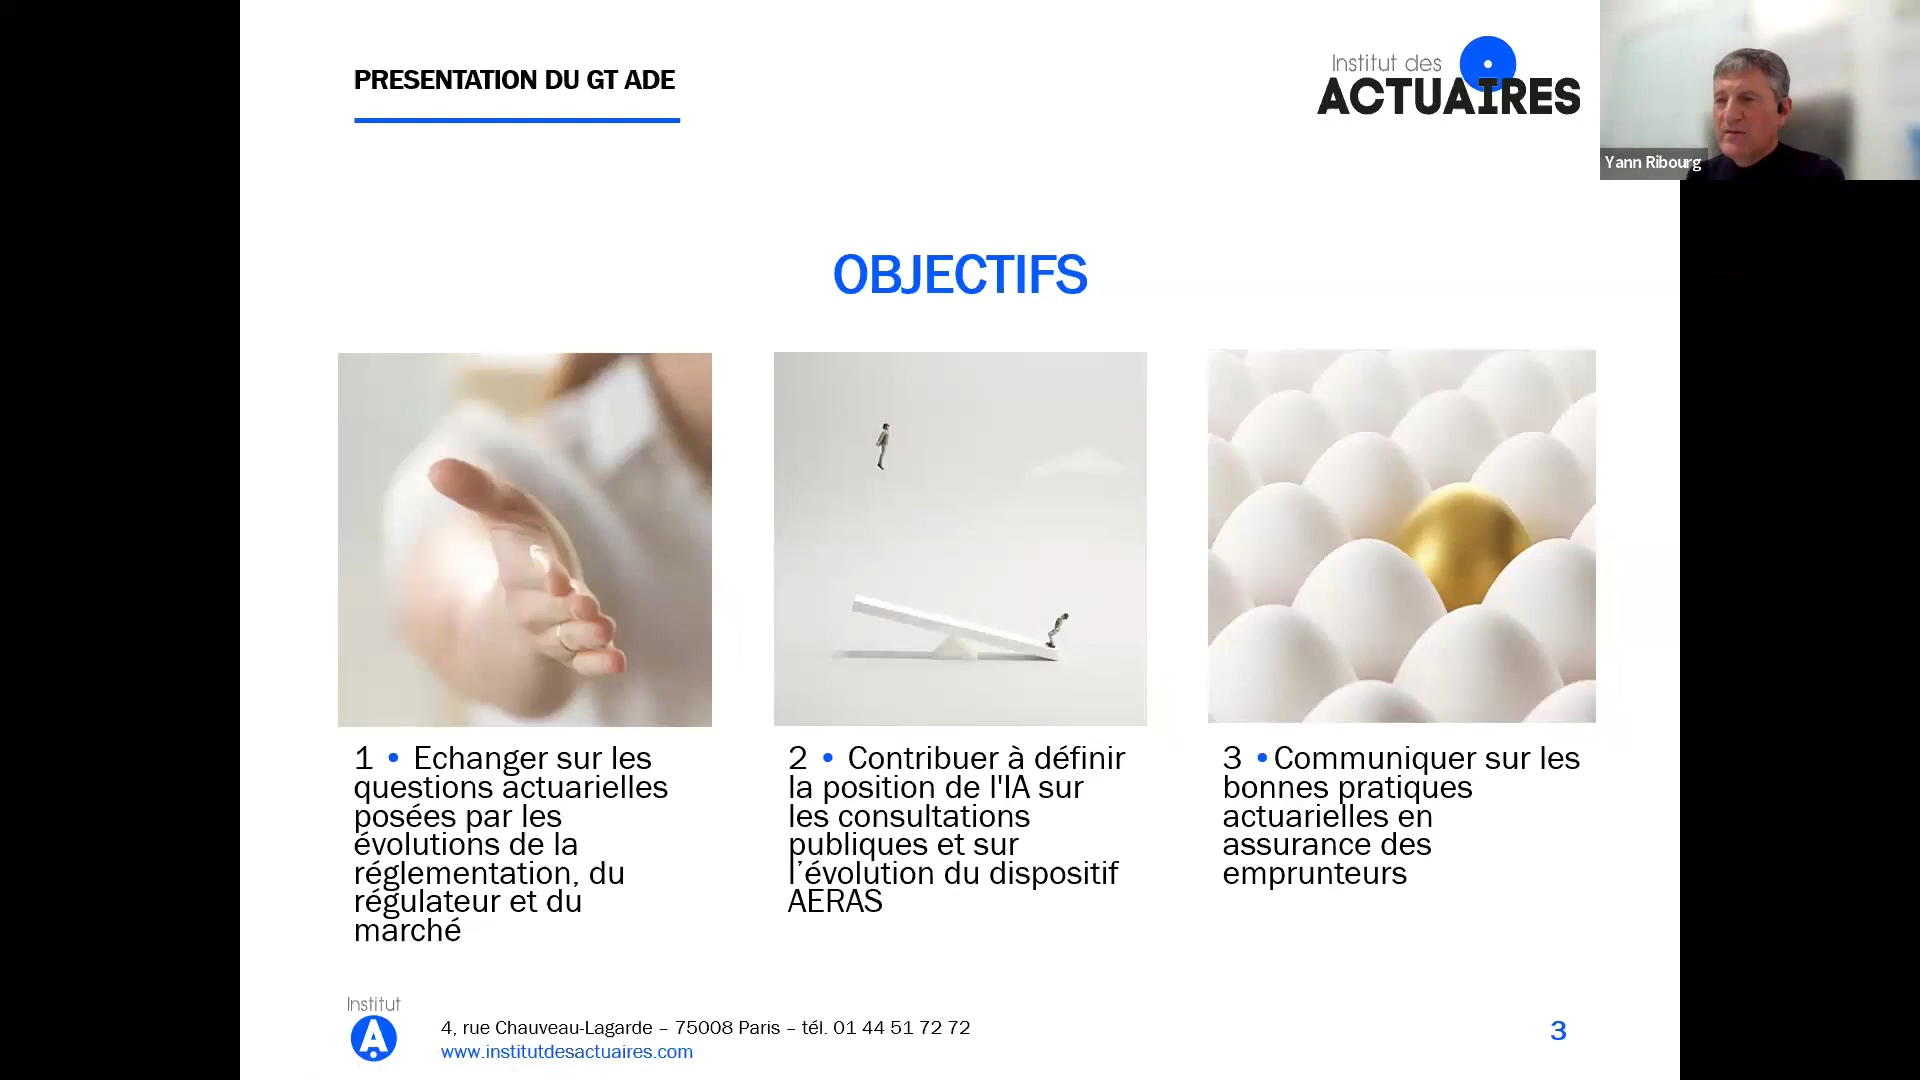 PRESENTATION DU GT ADE
Institut des
ACTUAIRES
Yann Ribourg
OBJECTIFS
1 • Echanger sur les
questions actuarielles
posées par les
évolutions de la
réglementation, du
régulateur et du
marché
2 • Contribuer à définir
la position de l'IA sur
les consultations
publiques et sur
l’évolution du dispositif
AERAS
3 •Communiquer sur les
bonnes pratiques
actuarielles en
assurance des
emprunteurs
Institut
A
4, rue Chauveau-Lagarde – 75008 Paris – tél. 01 44 51 72 72
www.institutdesactuaires.com
3